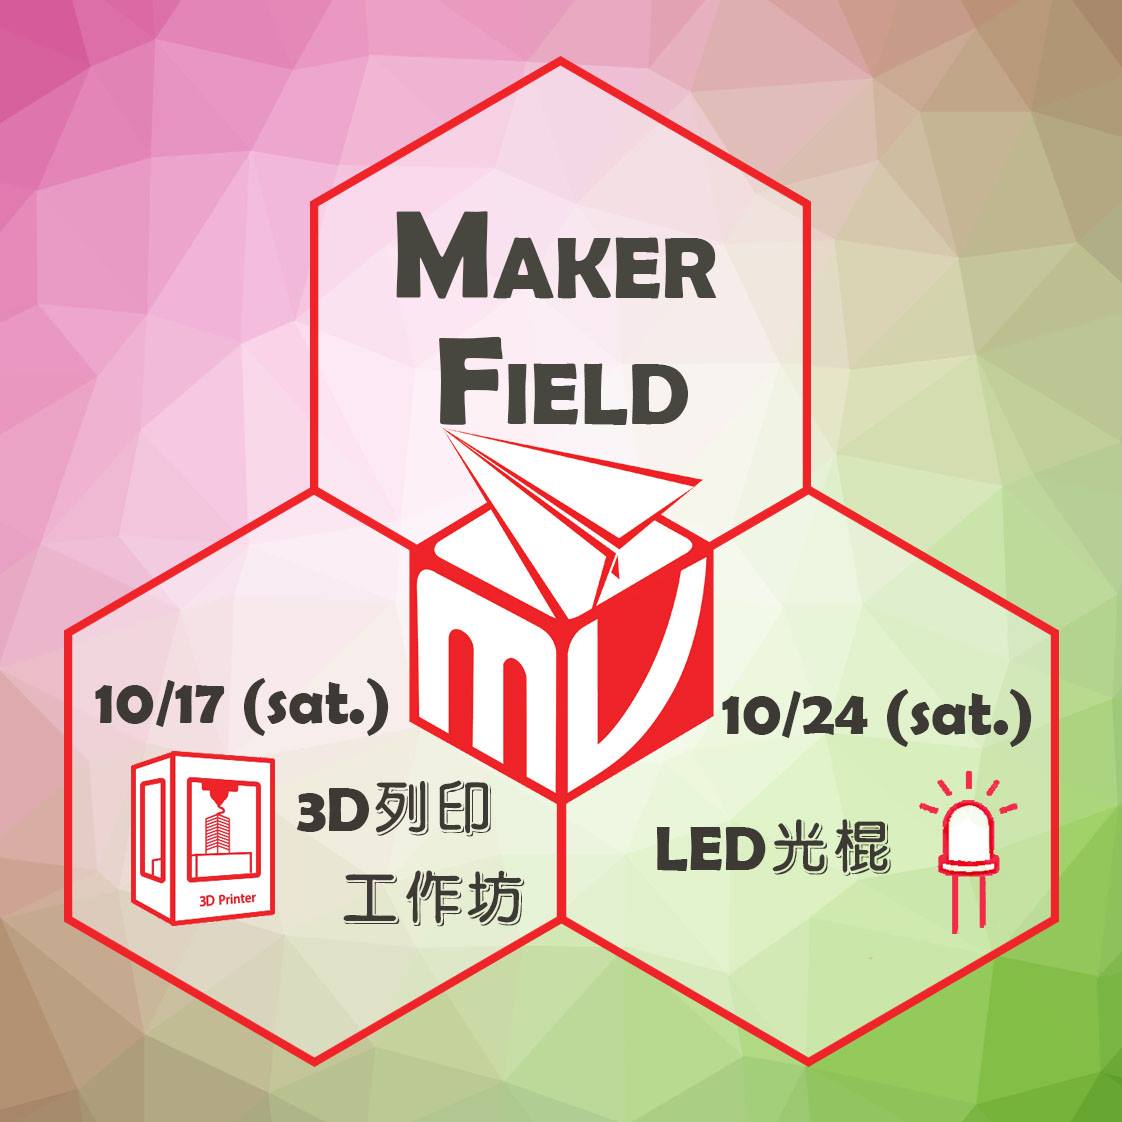 MAKER
FIELD
mv
10/17 (sat.)
3D列印
工作坊
3D Printer
10/24 (sat.)
LED光棍